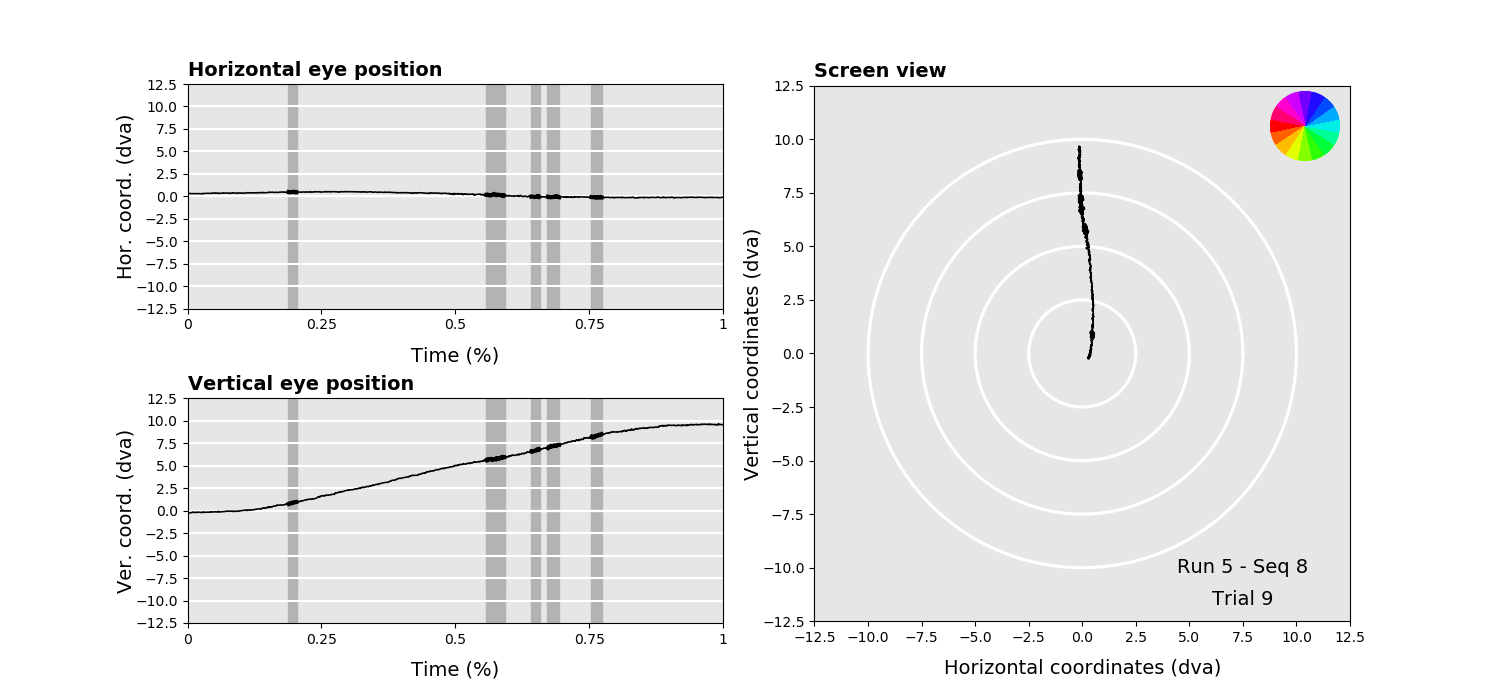 Horizontal eye position
Hor. coord. (dva)
12.5
10.0
7.5
5.0
2.5
0.0
−2.5
−5.0
−7.5
−10.0
−12.5
0 0.25 0.5 0.75 1
Time (%)
Vertical eye position
Ver. coord. (dva)
12.5
10.0
7.5
5.0
2.5
0.0
−2.5
−5.0
−7.5
−10.0
−12.5
0 0.25 0.5 0.75 1
Time (%)
Screen view
Vertical coordinates (dva)
12.5
10.0
7.5
5.0
2.5
0.0
−2.5
−5.0
−7.5
−10.0
−12.5
Run 5 - Seq 8
Trial 9
−12.5 −10.0 −7.5 −5.0 −2.5 0.0 2.5 5.0 7.5 10.0 12.5
Horizontal coordinates (dva)